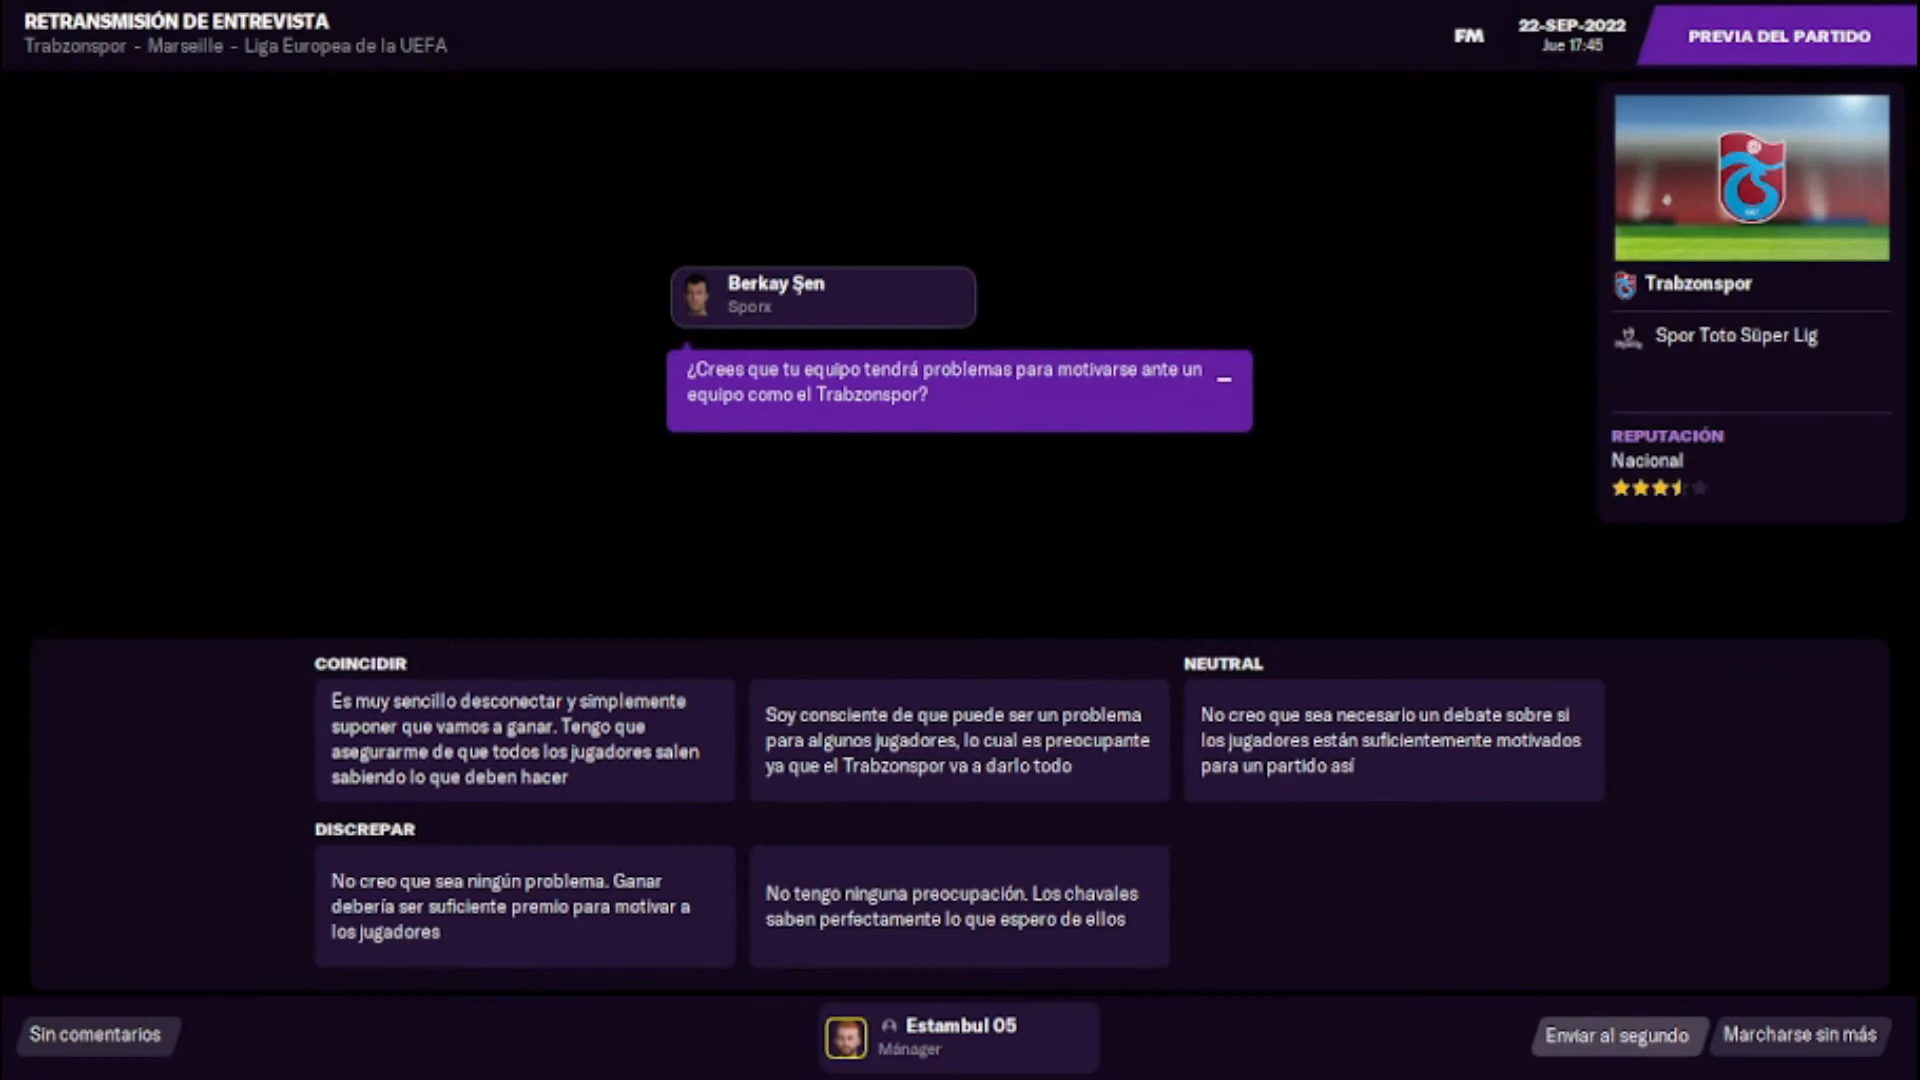 RETRANSMISIÓN DE ENTREVISTA
Trabzonspor - Marseille - Liga Europea de la UEFA
FM
22-SEP-2022
Jue 17:45
PREVIA DEL PARTIDO
Trabzonspor
Spor Toto Süper Lig
REPUTACIÓN
Nacional
Berkay Şen
Sporx
¿Crees que tu equipo tendrá problemas para motivarse ante un
equipo como el Trabzonspor?
COINCIDIR
Es muy sencillo desconectar y simplemente
suponer que vamos a ganar. Tengo que
asegurarme de que todos los jugadores salen
sabiendo lo que deben hacer
Soy consciente de que puede ser un problema
para algunos jugadores, lo cual es preocupante
ya que el Trabzonspor va a darlo todo
NEUTRAL
No creo que sea necesario un debate sobre si
los jugadores están suficientemente motivados
para un partido así
DISCREPAR
No creo que sea ningún problema. Ganar
debería ser suficiente premio para motivar a
los jugadores
No tengo ninguna preocupación. Los chavales
saben perfectamente lo que espero de ellos
Sin comentarios
Estambul 05
Mánager
Enviar al segundo
Marcharse sin más